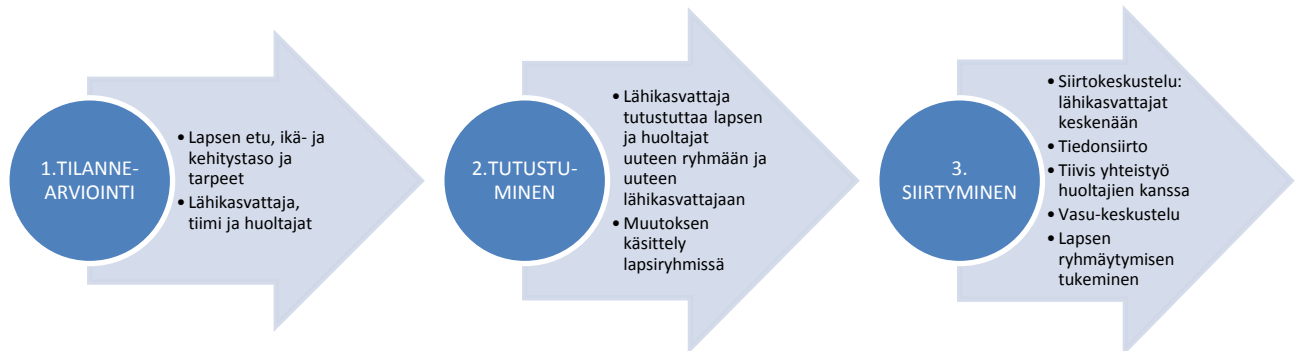 1.TILANNE-
ARVIOINTI
• Lapsen etu, ikä- ja
kehitystaso ja
tarpeet
• Lähikasvattaja,
tiimi ja huoltajat
2.TUTUSTU-
MINEN
• Lähikasvattaja
tutustuttaa lapsen
ja huoltajat
uuteen ryhmään ja
uuteen
lähikasvattajaan
• Muutoksen
käsittely
lapsiryhmissä
3.
SIIRTYMINEN
• Siirtokeskustelu:
lähikasvattajat
keskenään
• Tiedonsiirto
• Tiivis yhteistyö
huoltajien kanssa
• Vasu-keskustelu
• Lapsen
ryhmäytymisen
tukeminen